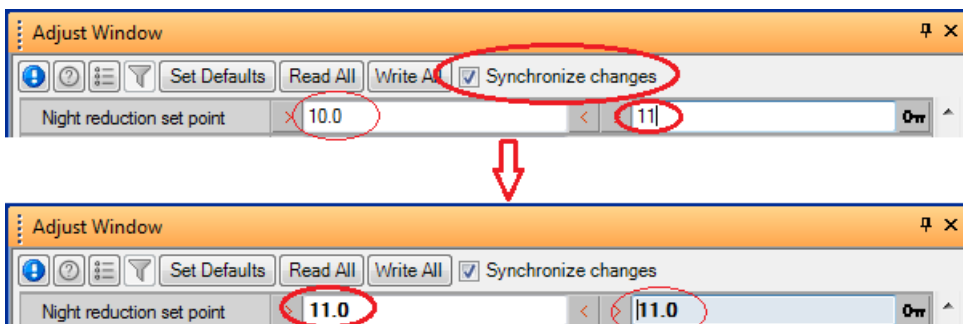 Adjust Window
Set Defaults Read All Write All Synchronize changes
Night reduction set point 10.0 11
Adjust Window
Set Defaults Read All Write All Synchronize changes
Night reduction set point 11.0 11.0